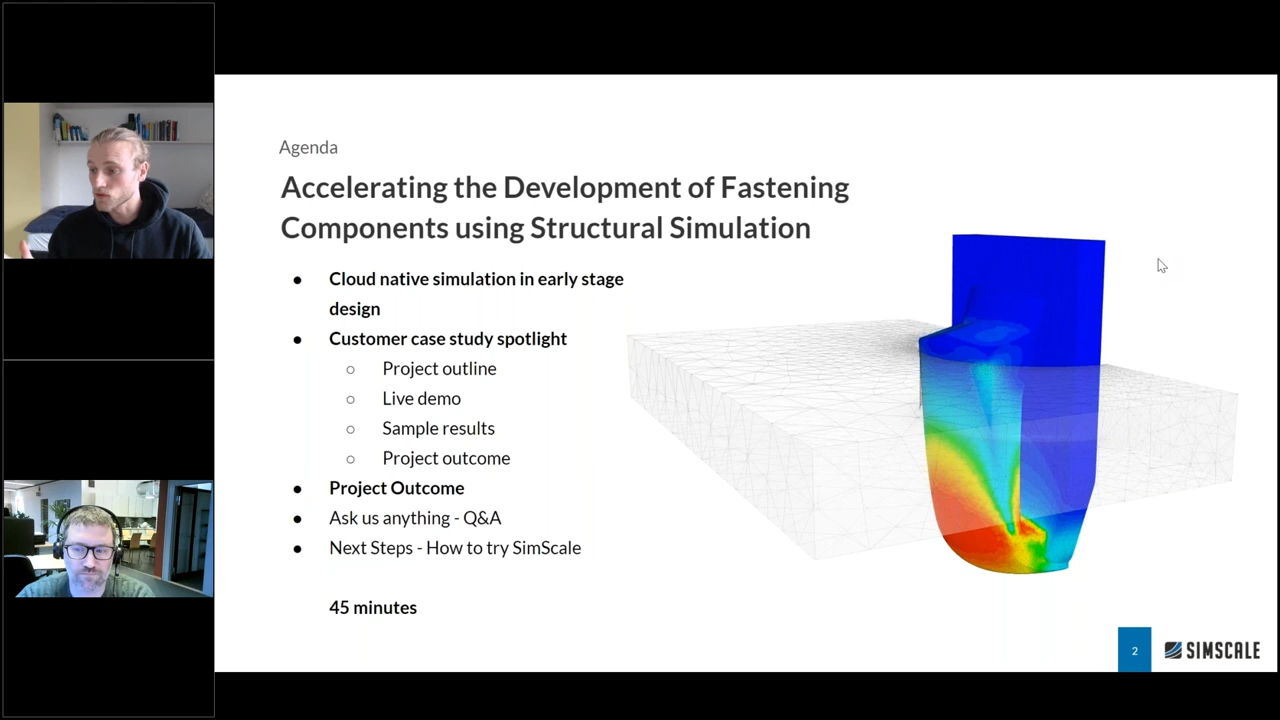 Agenda
Accelerating the Development of Fastening
Components using Structural Simulation
● Cloud native simulation in early stage
design
● Customer case study spotlight
○ Project outline
○ Live demo
○ Sample results
○ Project outcome
● Project Outcome
● Ask us anything - Q&A
● Next Steps - How to try SimScale
45 minutes
2
SIMSCALE